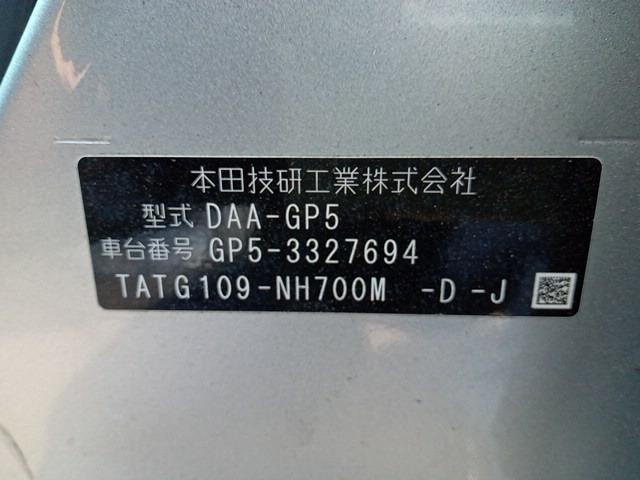 本田技研工業株式会社
型式 DAA-GP5
車台番号 GP5-3327694
TATG109-NH700M -D-J